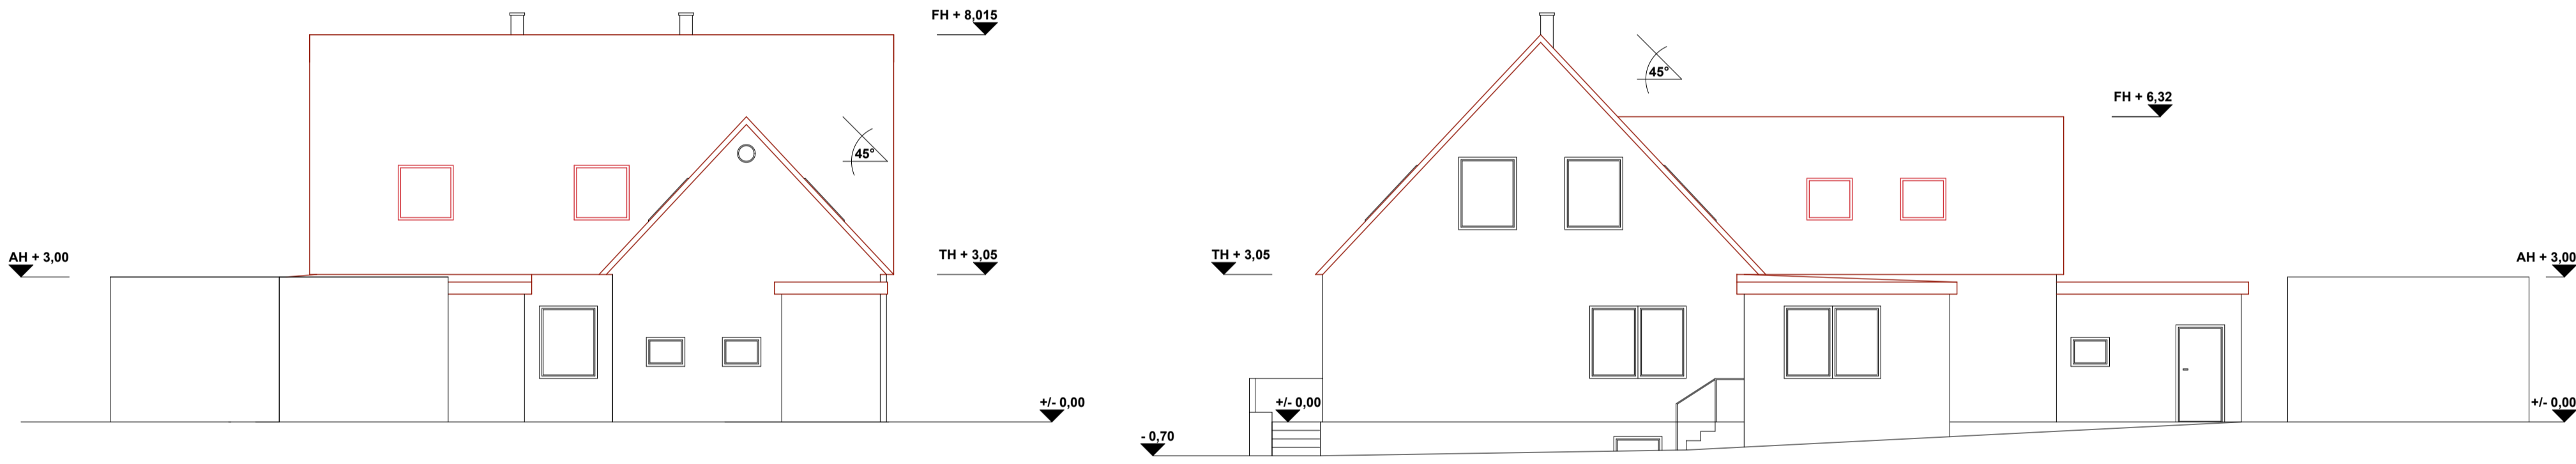 FH + 8,015
45°
AH + 3,00
TH + 3,05
+/- 0,00
45°
FH + 6,32
TH + 3,05
AH + 3,00
+/- 0,00
+/- 0,00
- 0,70